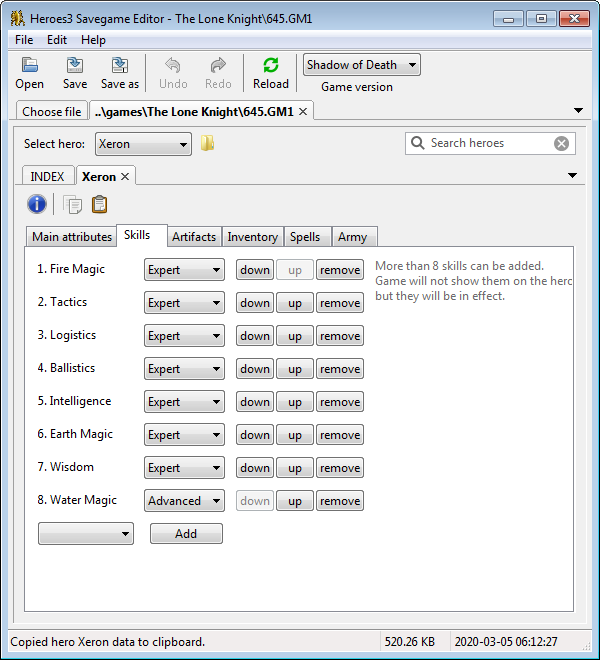 Heroes3 Savegame Editor - The Lone Knight\645.GM1
File Edit Help
Open Save Save as Undo Redo Reload
Shadow of Death
Game version
Choose file ..\games\The Lone Knight\645.GM1
Select hero: Xeron Search heroes
INDEX Xeron
Main attributes Skills Artifacts Inventory Spells Army
1. Fire Magic Expert down up remove
2. Tactics Expert down up remove
3. Logistics Expert down up remove
4. Ballistics Expert down up remove
5. Intelligence Expert down up remove
6. Earth Magic Expert down up remove
7. Wisdom Expert down up remove
8. Water Magic Advanced down up remove
Add
More than 8 skills can be added.
Game will not show them on the hero
but they will be in effect.
Copied hero Xeron data to clipboard. 520.26 KB 2020-03-05 06:12:27